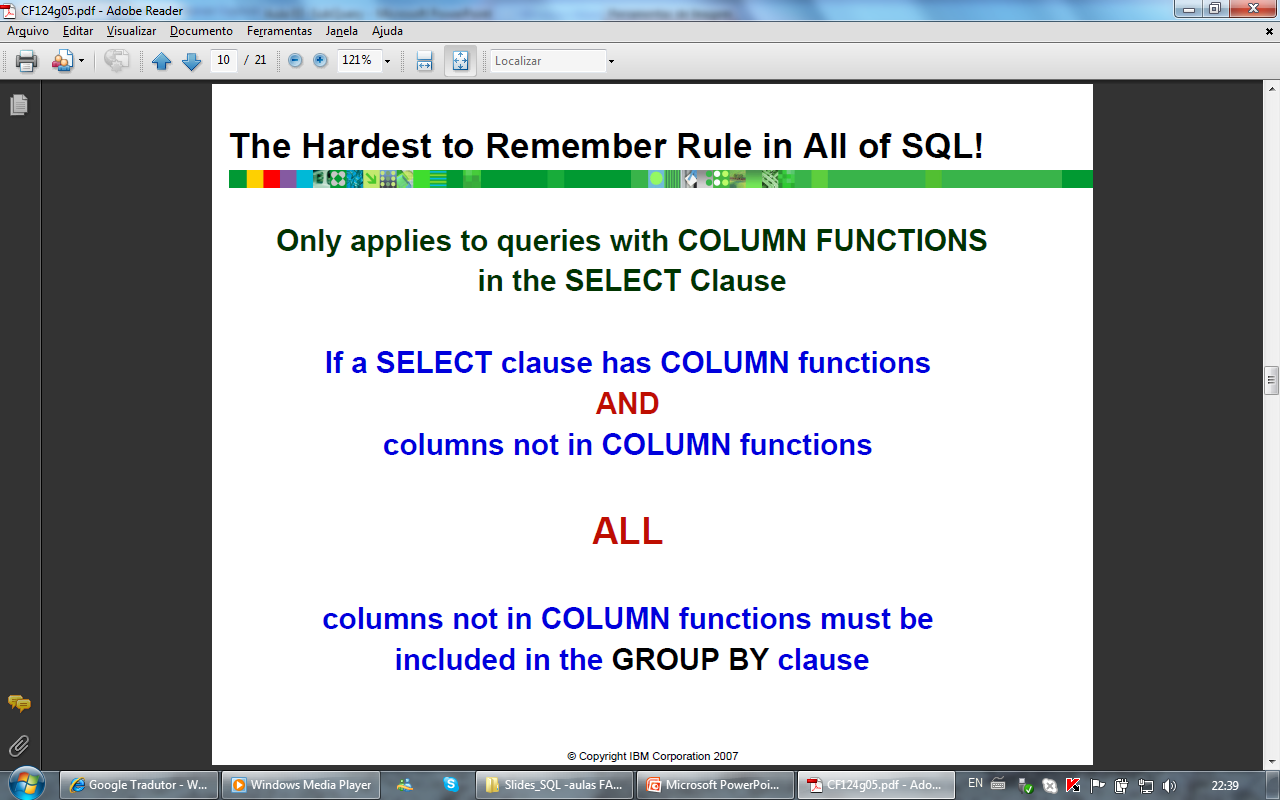 CF124g05.pdf - Adobe Reader
Arquivo Editar Visualizar Documento Ferramentas Janela Ajuda
10 / 21 121% Localizar
The Hardest to Remember Rule in All of SQL!
Only applies to queries with COLUMN FUNCTIONS
in the SELECT Clause
If a SELECT clause has COLUMN functions
AND
columns not in COLUMN functions
ALL
columns not in COLUMN functions must be
included in the GROUP BY clause
© Copyright IBM Corporation 2007
Google Tradutor - W... Windows Media Player Slides_SQL -aulas FA... Microsoft PowerPoi... CF124g05.pdf - Ado... EN 22:39